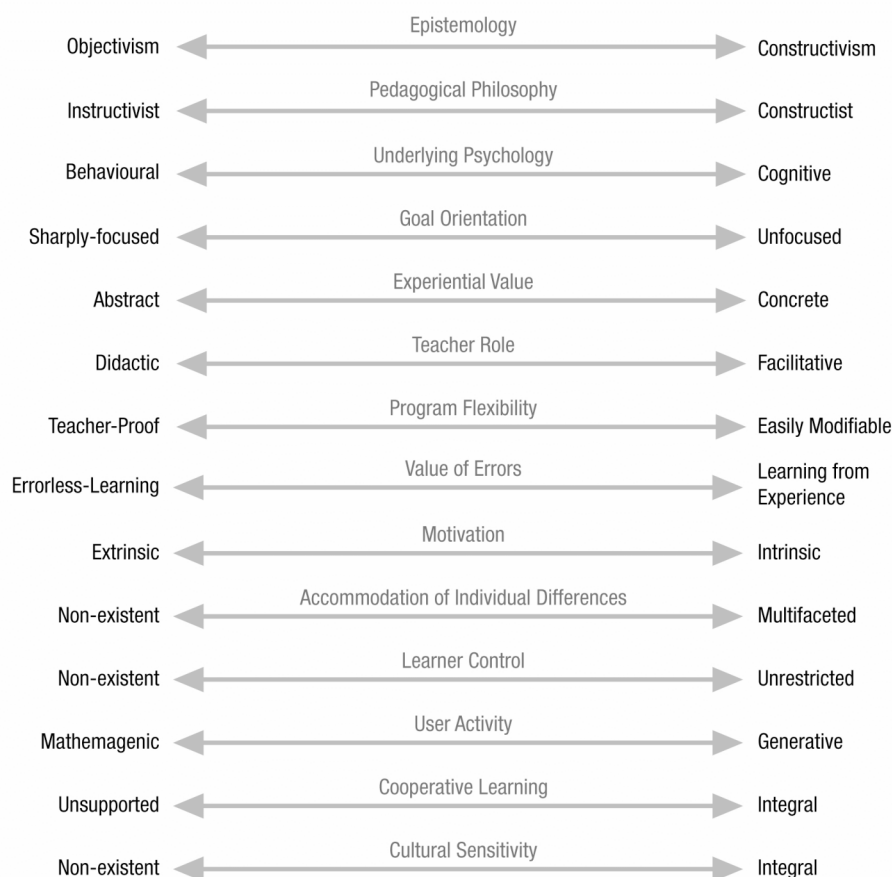 Epistemology
Objectivism
Constructivism
Pedagogical Philosophy
Instructivist
Constructist
Underlying Psychology
Behavioural
Cognitive
Goal Orientation
Sharply-focused
Unfocused
Experiential Value
Abstract
Concrete
Teacher Role
Didactic
Facilitative
Program Flexibility
Teacher-Proof
Easily Modifiable
Value of Errors
Errorless-Learning
Learning from
Experience
Motivation
Extrinsic
Intrinsic
Accommodation of Individual Differences
Non-existent
Multifaceted
Learner Control
Non-existent
Unrestricted
User Activity
Mathemagenic
Generative
Cooperative Learning
Unsupported
Integral
Cultural Sensitivity
Non-existent
Integral